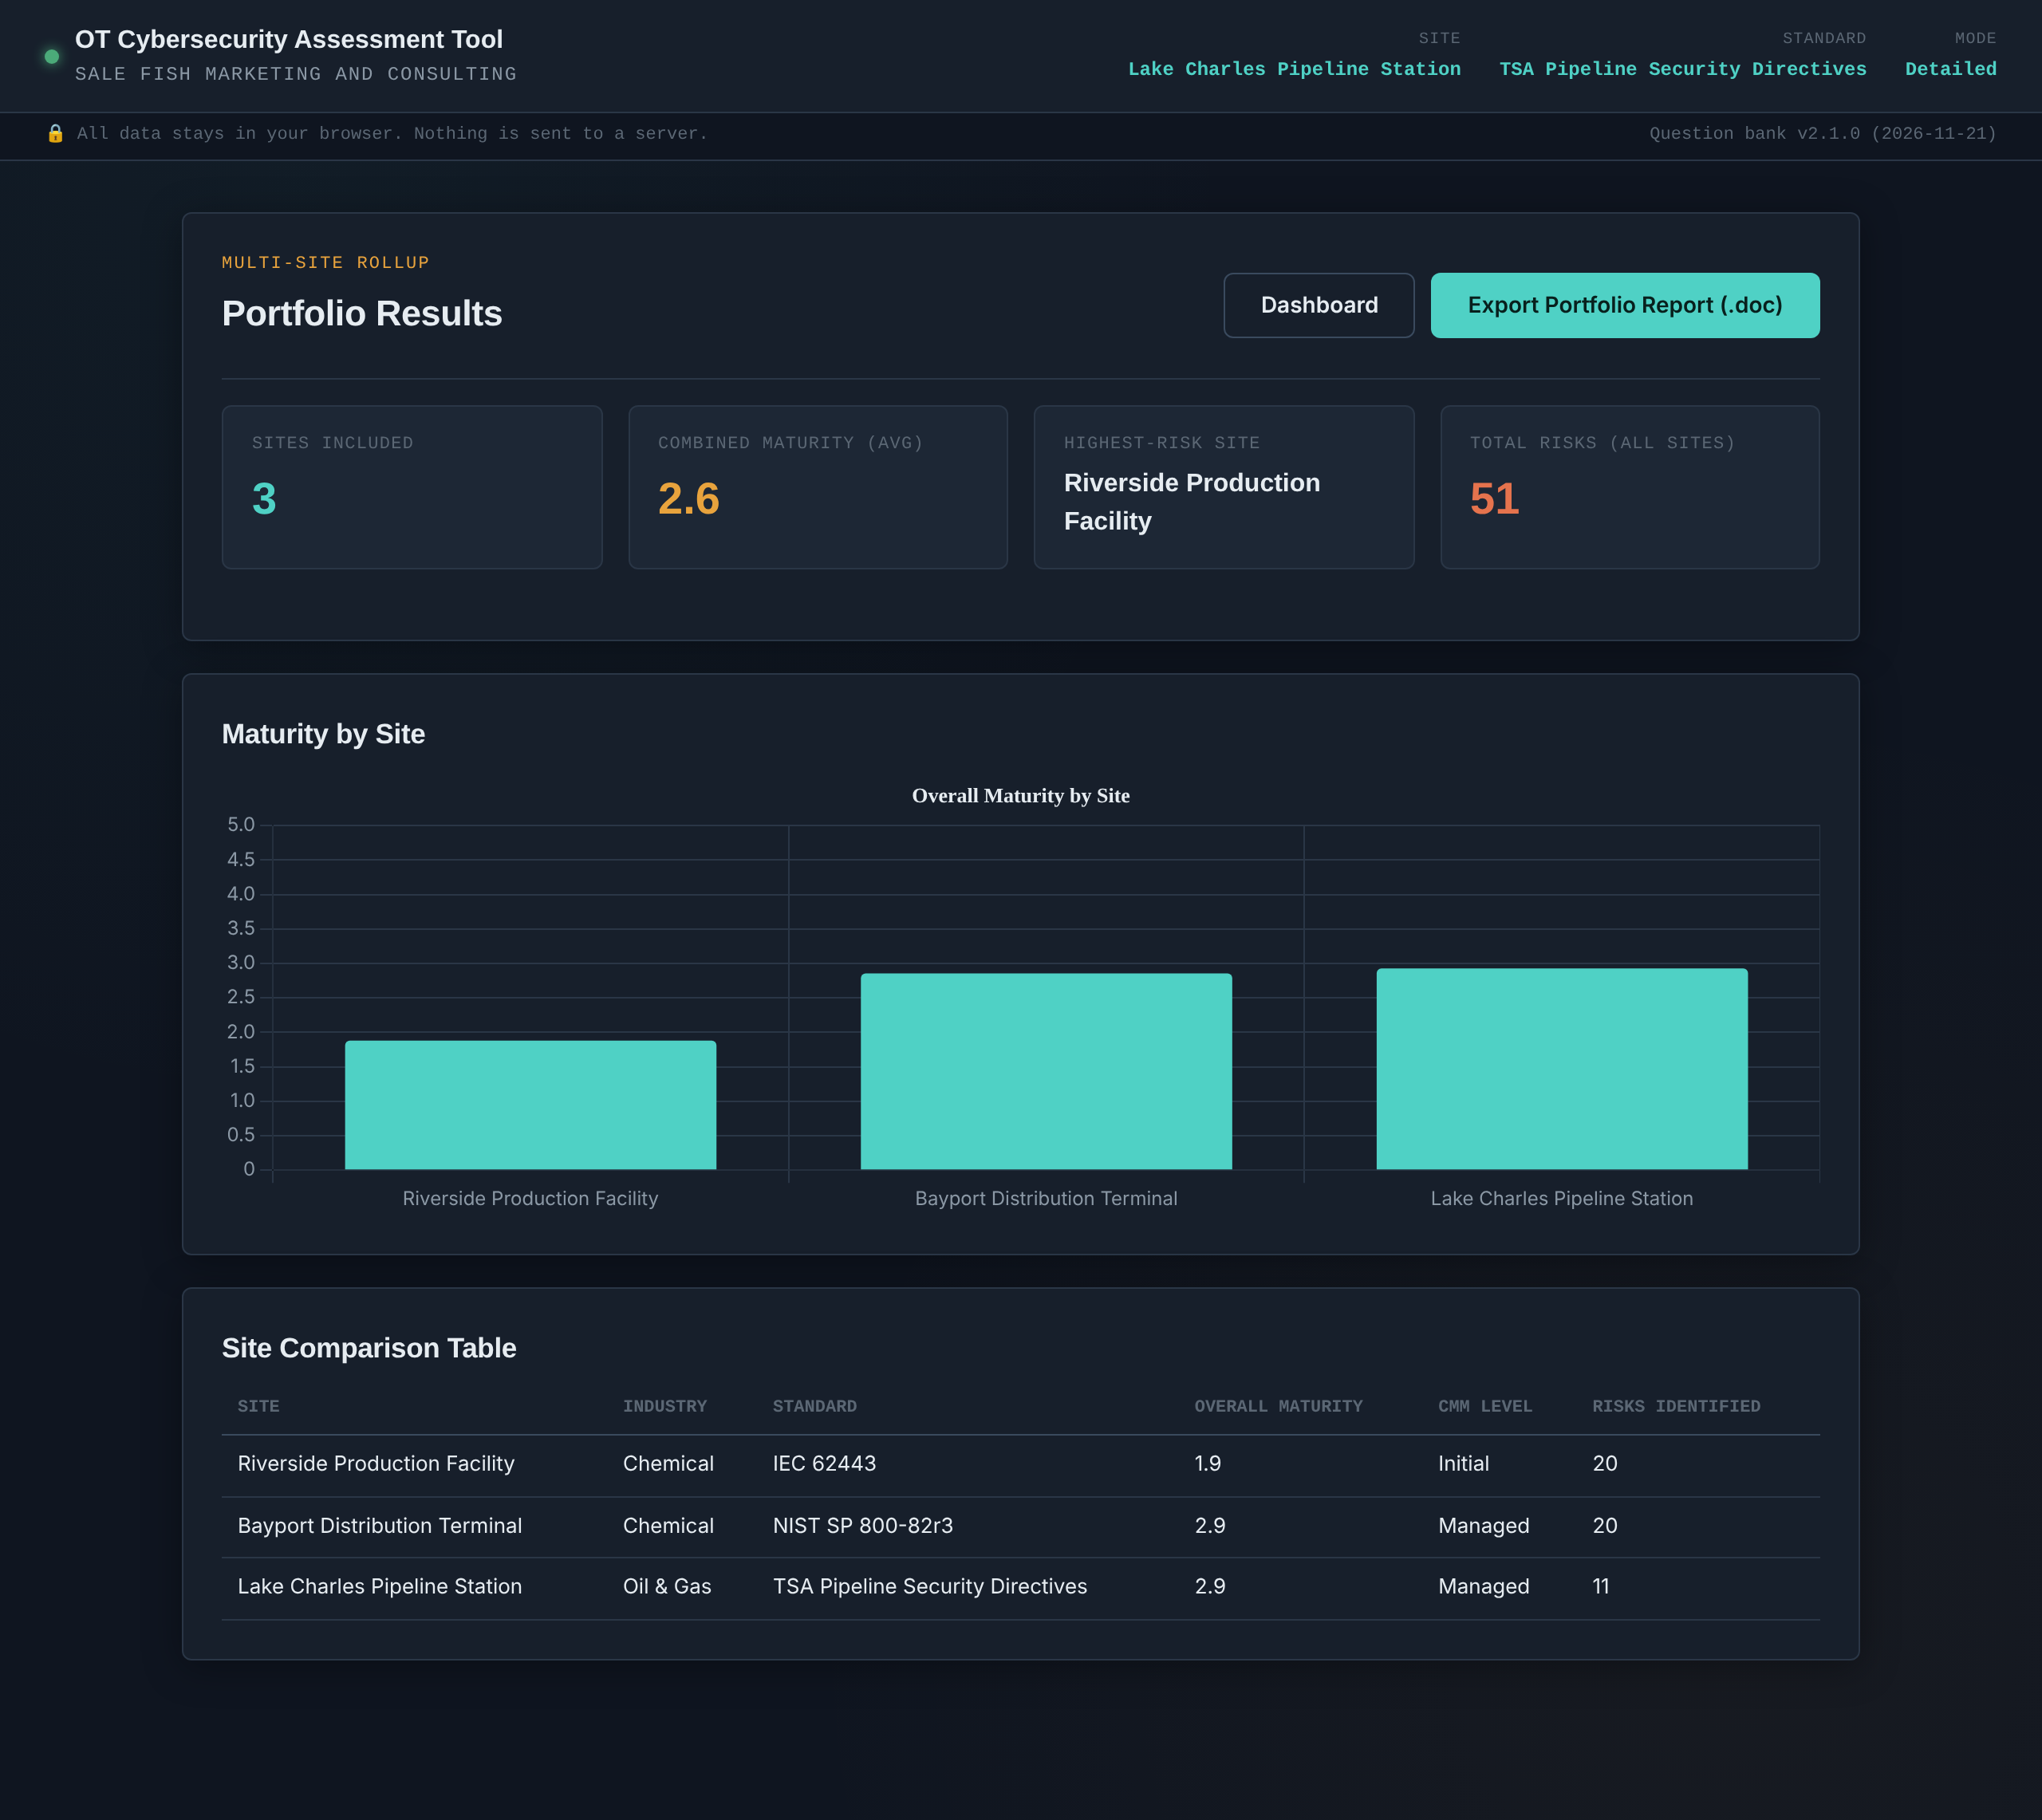 OT Cybersecurity Assessment Tool
SALE FISH MARKETING AND CONSULTING
SITE
Lake Charles Pipeline Station
STANDARD
TSA Pipeline Security Directives
MODE
Detailed
🔒 All data stays in your browser. Nothing is sent to a server.
Question bank v2.1.0 (2026-11-21)
MULTI-SITE ROLLUP
Portfolio Results
Dashboard
Export Portfolio Report (.doc)
SITES INCLUDED
3
COMBINED MATURITY (AVG)
2.6
HIGHEST-RISK SITE
Riverside Production
Facility
TOTAL RISKS (ALL SITES)
51
Maturity by Site
Overall Maturity by Site
5.0
4.5
4.0
3.5
3.0
2.5
2.0
1.5
1.0
0.5
0
Riverside Production Facility
Bayport Distribution Terminal
Lake Charles Pipeline Station
Site Comparison Table
SITE INDUSTRY STANDARD OVERALL MATURITY CMM LEVEL RISKS IDENTIFIED
Riverside Production Facility Chemical IEC 62443 1.9 Initial 20
Bayport Distribution Terminal Chemical NIST SP 800-82r3 2.9 Managed 20
Lake Charles Pipeline Station Oil & Gas TSA Pipeline Security Directives 2.9 Managed 11